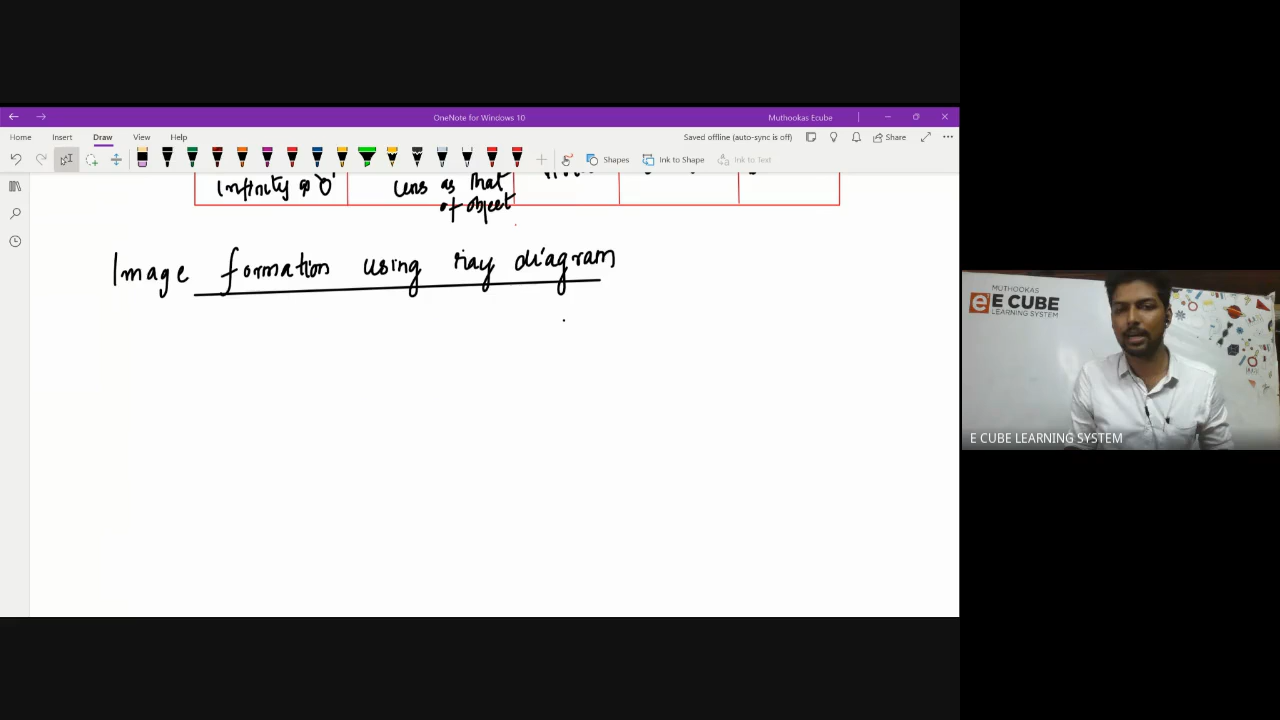 OneNote for Windows 10
Muthookas Ecube
Home Insert Draw View Help
Saved offline (auto-sync is off)
Share
Shapes
Ink to Shape
Ink to Text
Infinity
lens as that
of object
Image formation using ray diagram
MUTHOOKAS
e E CUBE
LEARNING SYSTEM
E CUBE LEARNING SYSTEM